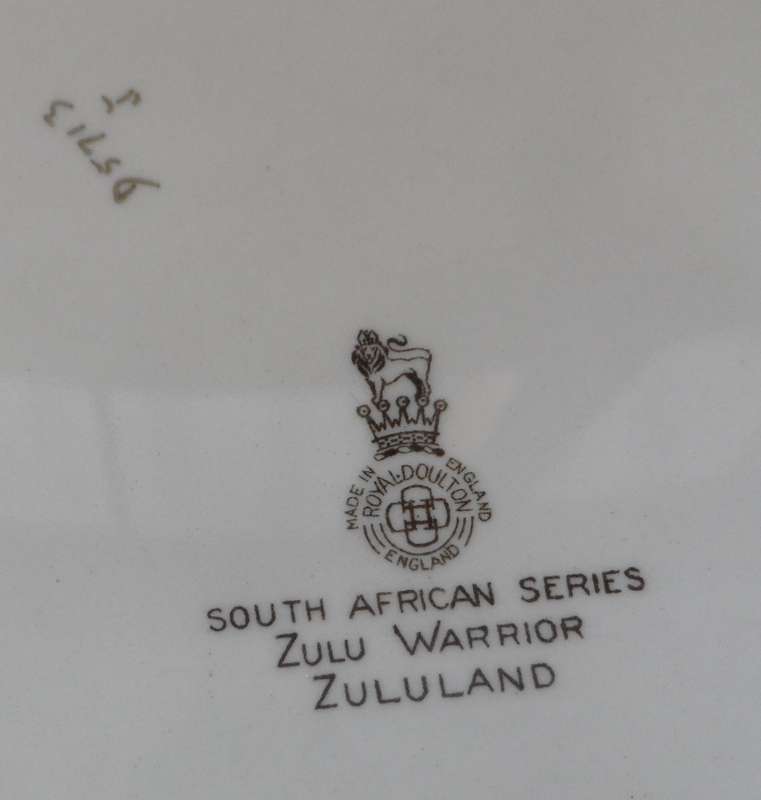 MADE IN ENGLAND
ROYAL·DOULTON
ENGLAND
SOUTH AFRICAN SERIES
ZULU WARRIOR
ZULULAND